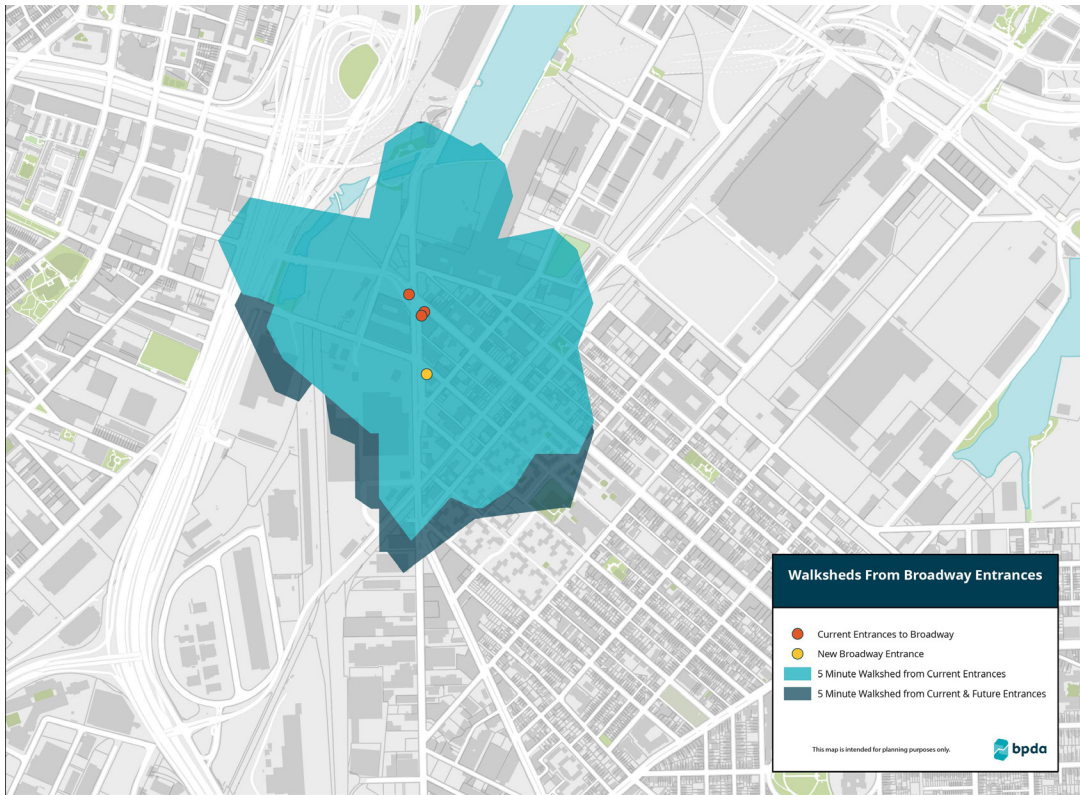 Walksheds From Broadway Entrances
Current Entrances to Broadway
New Broadway Entrance
5 Minute Walkshed from Current Entrances
5 Minute Walkshed from Current & Future Entrances
This map is intended for planning purposes only.
bpda